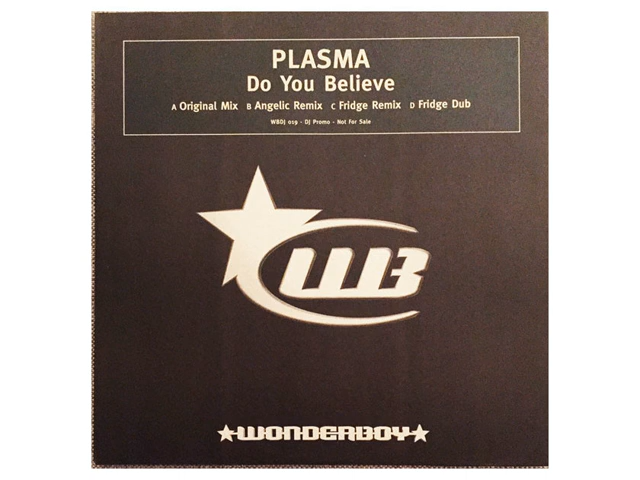 PLASMA
Do You Believe
A Original Mix B Angelic Remix C Fridge Remix D Fridge Dub
WBDJ 019 - DJ Promo - Not For Sale
WB
★WONDERBOY★